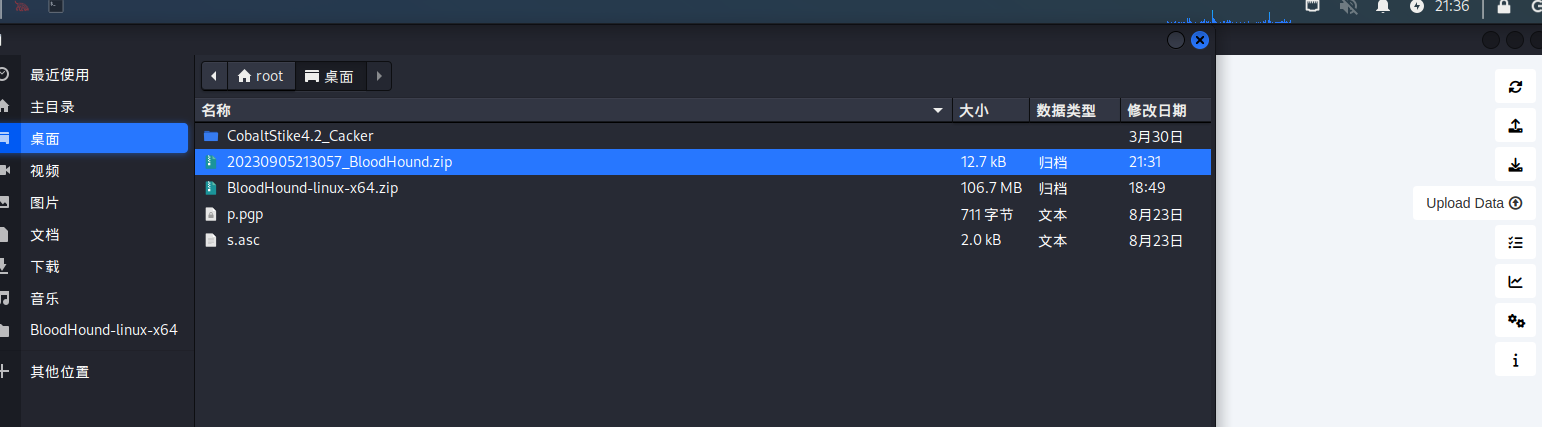 21:36
最近使用
主目录
桌面
视频
图片
文档
下载
音乐
BloodHound-linux-x64
其他位置
root 桌面
名称 大小 数据类型 修改日期
CobaltStike4.2_Cacker 3月30日
20230905213057_BloodHound.zip 12.7 kB 归档 21:31
BloodHound-linux-x64.zip 106.7 MB 归档 18:49
p.pgp 711 字节 文本 8月23日
s.asc 2.0 kB 文本 8月23日
Upload Data